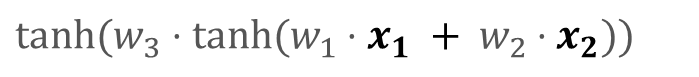 tanh(w₃ · tanh(w₁ · x₁ + w₂ · x₂))